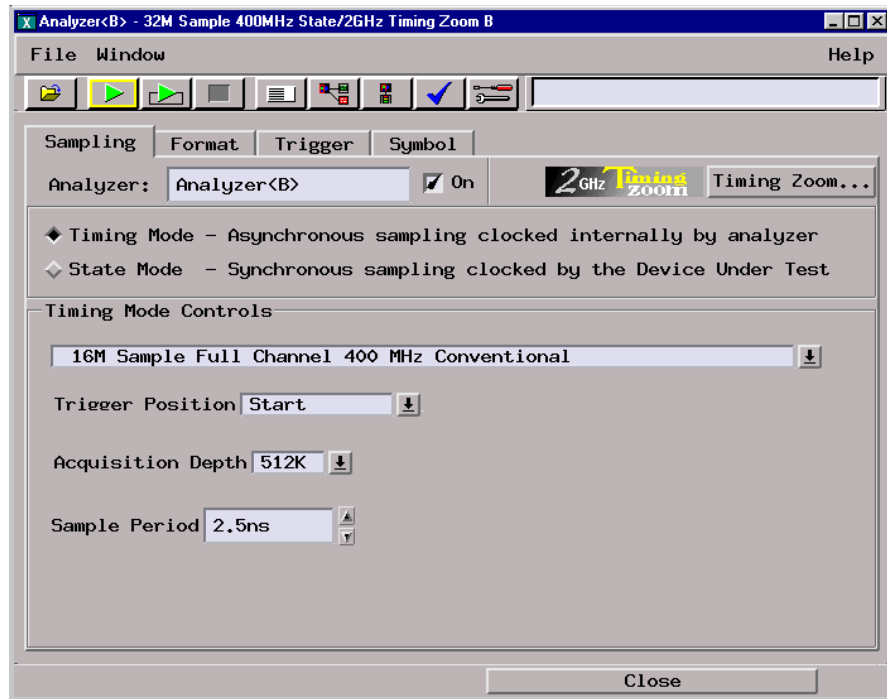 Analyzer<B> - 32M Sample 400MHz State/2GHz Timing Zoom B
File Window Help
Sampling Format Trigger Symbol
Analyzer: Analyzer<B> On 2GHz Timing zoom Timing Zoom...
Timing Mode - Asynchronous sampling clocked internally by analyzer
State Mode - Synchronous sampling clocked by the Device Under Test
Timing Mode Controls
16M Sample Full Channel 400 MHz Conventional
Trigger Position Start
Acquisition Depth 512K
Sample Period 2.5ns
Close